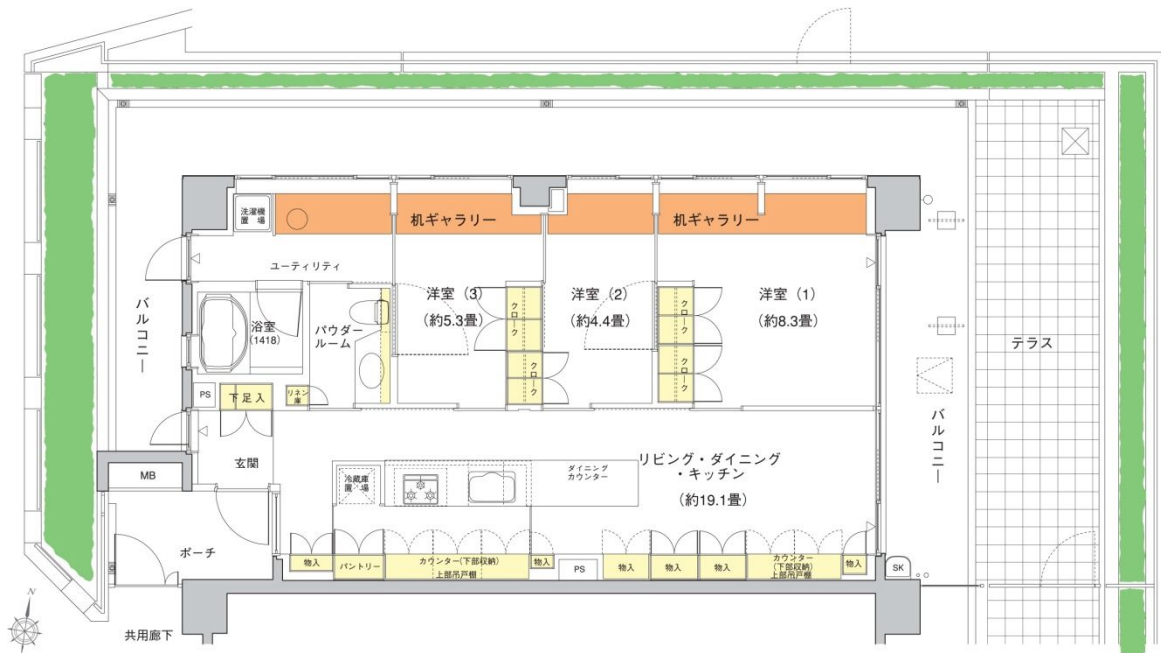 洗濯機
置 場
机ギャラリー
机ギャラリー
ユーティリティ
洋室（3）
（約5.3畳）
洋室（2）
（約4.4畳）
洋室（1）
（約8.3畳）
クローク
クローク
クローク
クローク
浴室
（1418）
パウダー
ルーム
バルコニー
テラス
PS
下 足 入
リネン
庫
バルコニー
玄関
MB
冷蔵庫
置 場
ダイニング
カウンター
リビング・ダイニング
・キッチン
（約19.1畳）
ポーチ
物入
パントリー
カウンター(下部収納)
上部吊戸棚
物入
PS
物入
物入
物入
カウンター
(下部収納)
上部吊戸棚
物入
SK
N
共用廊下